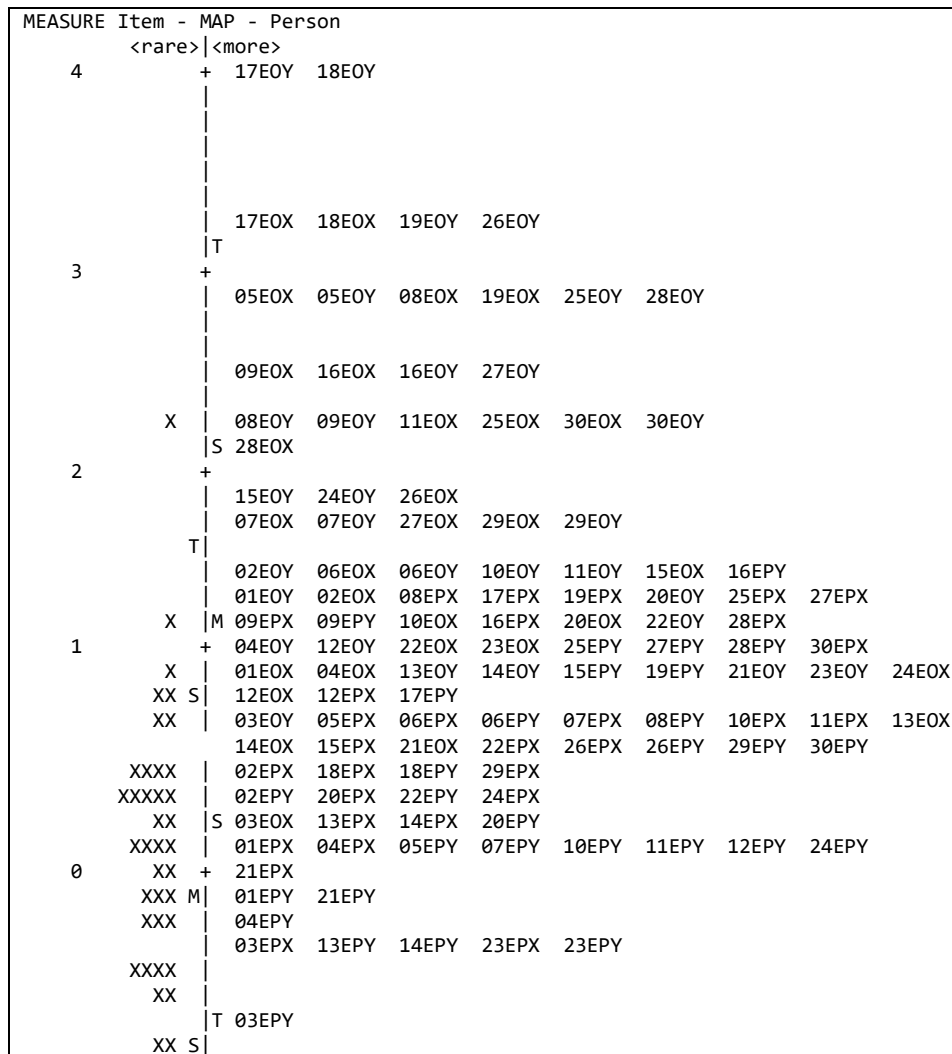 MEASURE Item - MAP - Person
<rare>|<more>
4 + 17EOY 18EOY
|
|
|
|
|
| 17EOX 18EOX 19EOY 26EOY
|T
3 +
| 05EOX 05EOY 08EOX 19EOX 25EOY 28EOY
|
|
| 09EOX 16EOX 16EOY 27EOY
|
X | 08EOY 09EOY 11EOX 25EOX 30EOX 30EOY
|S 28EOX
2 +
| 15EOY 24EOY 26EOX
| 07EOX 07EOY 27EOX 29EOX 29EOY
T|
| 02EOY 06EOX 06EOY 10EOY 11EOY 15EOX 16EPY
| 01EOY 02EOX 08EPX 17EPX 19EPX 20EOY 25EPX 27EPX
X |M 09EPX 09EPY 10EOX 16EPX 20EOX 22EOY 28EPX
1 + 04EOY 12EOY 22EOX 23EOX 25EPY 27EPY 28EPY 30EPX
X | 01EOX 04EOX 13EOY 14EOY 15EPY 19EPY 21EOY 23EOY 24EOX
XX S| 12EOX 12EPX 17EPY
XX | 03EOY 05EPX 06EPX 06EPY 07EPX 08EPY 10EPX 11EPX 13EOX
14EOX 15EPX 21EOX 22EPX 26EPX 26EPY 29EPY 30EPY
XXXX | 02EPX 18EPX 18EPY 29EPX
XXXXX | 02EPY 20EPX 22EPY 24EPX
XX |S 03EOX 13EPX 14EPX 20EPY
XXXX | 01EPX 04EPX 05EPY 07EPY 10EPY 11EPY 12EPY 24EPY
0 XX + 21EPX
XXX M| 01EPY 21EPY
XXX | 04EPY
| 03EPX 13EPY 14EPY 23EPX 23EPY
XXXX |
XX |
|T 03EPY
XX S|